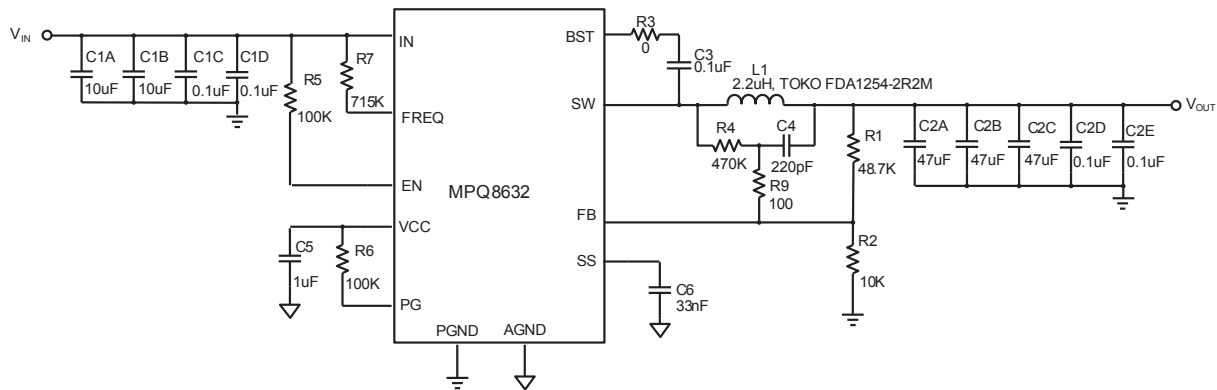 VIN
C1A
10uF
C1B
10uF
C1C
0.1uF
C1D
0.1uF
R5
100K
R7
715K
IN
FREQ
EN
VCC
PG
PGND
AGND
MPQ8632
BST
SW
FB
SS
C5
1uF
R6
100K
R3
0
C3
0.1uF
L1
2.2uH, TOKO FDA1254-2R2M
R4
470K
C4
220pF
R9
100
R1
48.7K
R2
10K
C6
33nF
C2A
47uF
C2B
47uF
C2C
47uF
C2D
0.1uF
C2E
0.1uF
VOUT